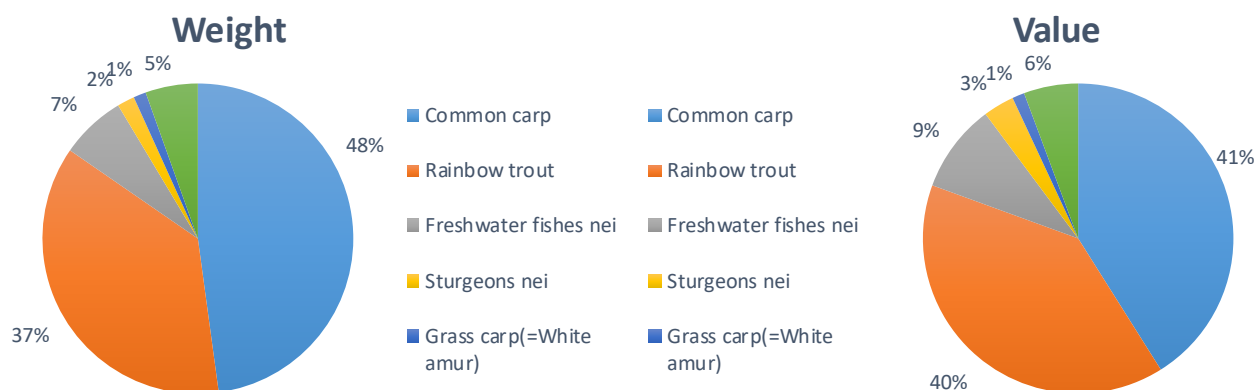 Weight
Value
1%
5%
2%
7%
48%
37%
Common carp
Rainbow trout
Freshwater fishes nei
Sturgeons nei
Grass carp(=White
amur)
Common carp
Rainbow trout
Freshwater fishes nei
Sturgeons nei
Grass carp(=White
amur)
1%
6%
3%
9%
41%
40%